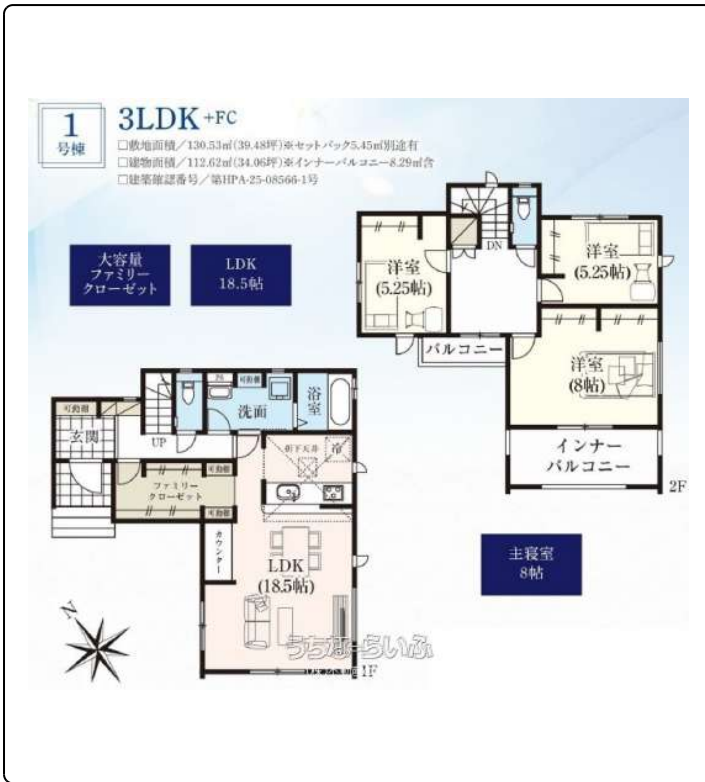 1
号棟
3LDK+FC
□敷地面積／130.53㎡(39.48坪)※セットバック5.45㎡別途有
□建物面積／112.62㎡(34.06坪)※インナーバルコニー8.29㎡含
□建築確認番号／第HPA-25-08566-1号
大容量
ファミリー
クローゼット
LDK
18.5帖
DN
洋室
(5.25帖)
洋室
(5.25帖)
バルコニー
洋室
(8帖)
インナー
バルコニー
2F
可動棚
玄関
UP
PS
可動棚
洗面
浴室
折下天井
冷
可動棚
ファミリー
クローゼット
可動棚
カウンター
LDK
(18.5帖)
主寝室
8帖
N
うちなーらいふ
1F